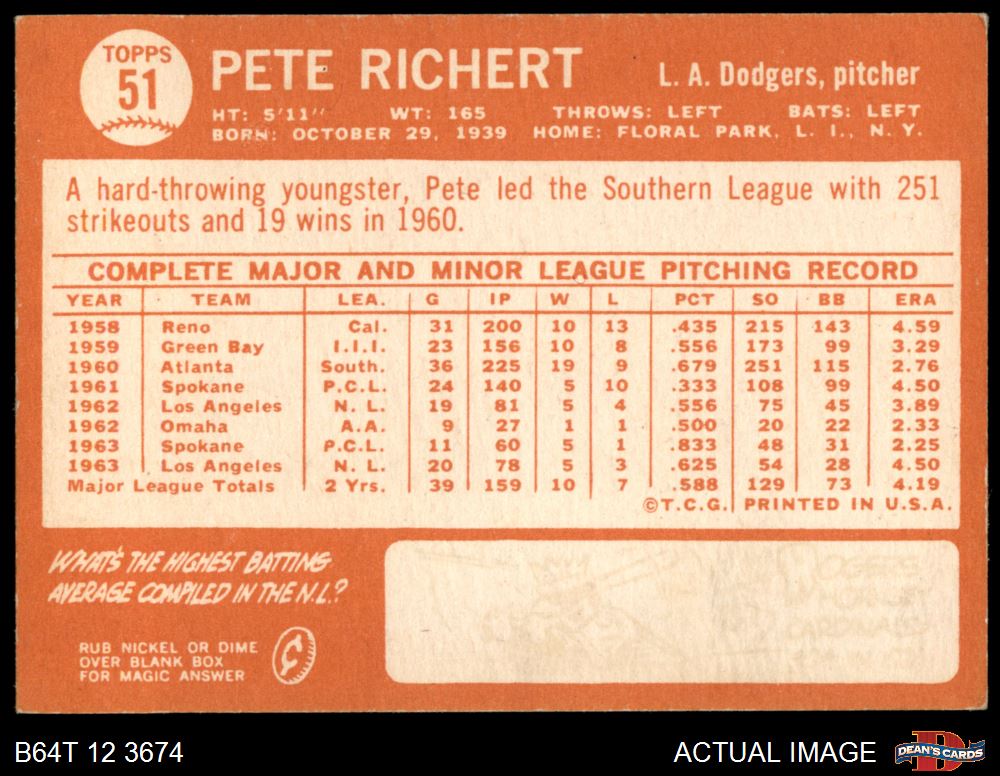 TOPPS
51
PETE RICHERT
L. A. Dodgers, pitcher
HT: 5'11" WT: 165 THROWS: LEFT BATS: LEFT
BORN: OCTOBER 29, 1939 HOME: FLORAL PARK, L. I., N. Y.
A hard-throwing youngster, Pete led the Southern League with 251
strikeouts and 19 wins in 1960.
COMPLETE MAJOR AND MINOR LEAGUE PITCHING RECORD
YEAR TEAM LEA. G IP W L PCT SO BB ERA
1958 Reno Cal. 31 200 10 13 .435 215 143 4.59
1959 Green Bay I.I.I. 23 156 10 8 .556 173 99 3.29
1960 Atlanta South. 36 225 19 9 .679 251 115 2.76
1961 Spokane P.C.L. 24 140 5 10 .333 108 99 4.50
1962 Los Angeles N. L. 19 81 5 4 .556 75 45 3.89
1962 Omaha A.A. 9 27 1 1 .500 20 22 2.33
1963 Spokane P.C.L. 11 60 5 1 .833 48 31 2.25
1963 Los Angeles N. L. 20 78 5 3 .625 54 28 4.50
Major League Totals 2 Yrs. 39 159 10 7 .588 129 73 4.19
©T.C.G. PRINTED IN U.S.A.
WHAT'S THE HIGHEST BATTING
AVERAGE COMPILED IN THE N.L.?
RUB NICKEL OR DIME
OVER BLANK BOX
FOR MAGIC ANSWER
B64T 12 3674
ACTUAL IMAGE
DEAN'S CARDS